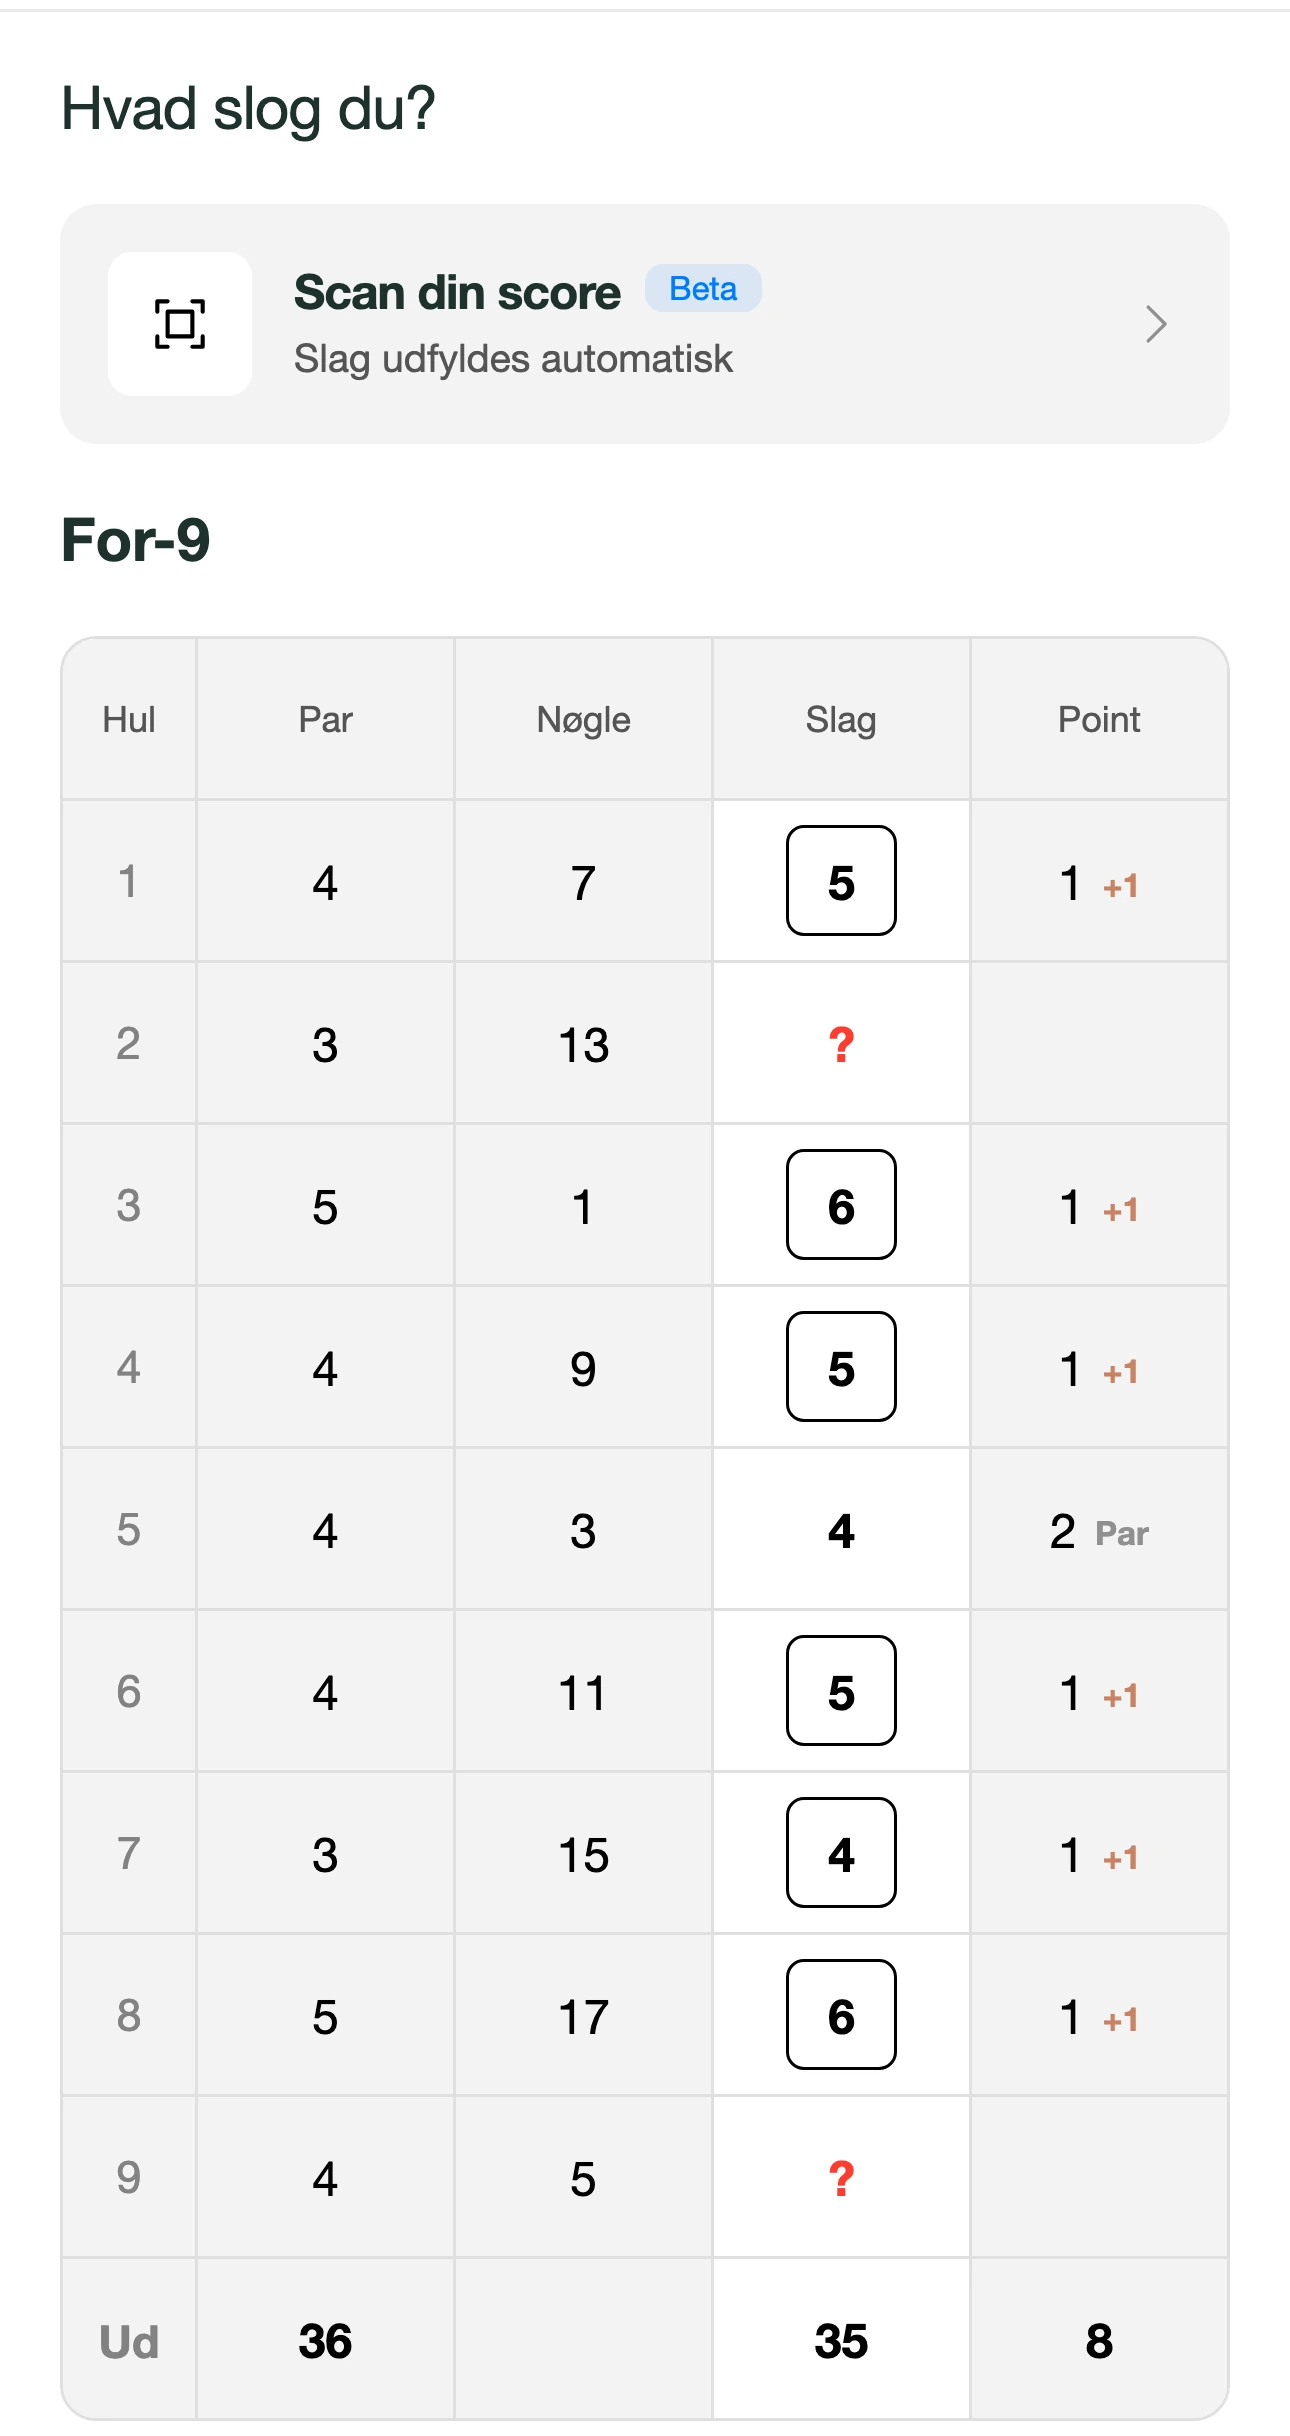 Hvad slog du?
Scan din score Beta
Slag udfyldes automatisk
For-9
Hul Par Nøgle Slag Point
1 4 7 5 1 +1
2 3 13 ?
3 5 1 6 1 +1
4 4 9 5 1 +1
5 4 3 4 2 Par
6 4 11 5 1 +1
7 3 15 4 1 +1
8 5 17 6 1 +1
9 4 5 ?
Ud 36 35 8